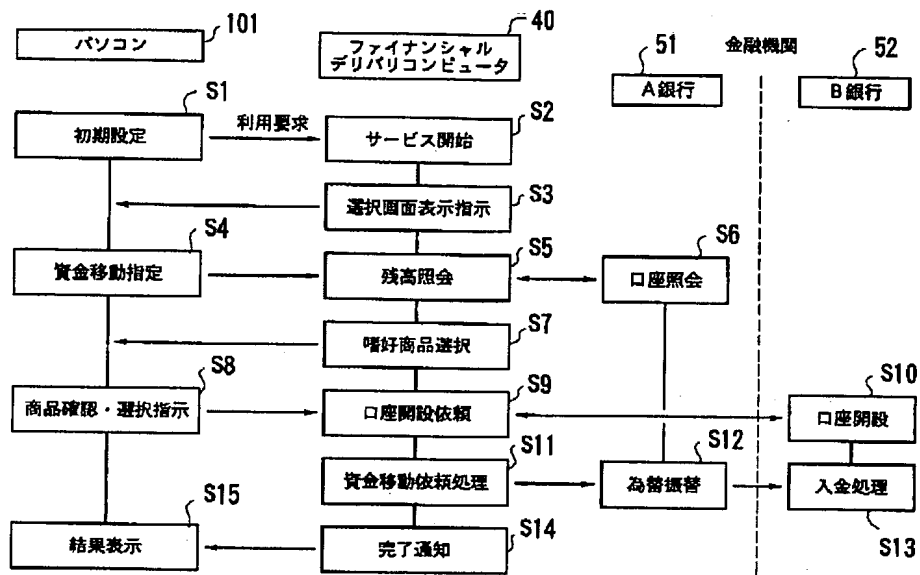 101
パソコン
40
ファイナンシャル
デリバリコンピュータ
51
A銀行
金融機関
52
B銀行
S1
初期設定
利用要求
S2
サービス開始
S3
選択画面表示指示
S4
資金移動指定
S5
残高照会
S6
口座照会
S7
嗜好商品選択
S8
商品確認・選択指示
S9
口座開設依頼
S10
口座開設
S11
資金移動依頼処理
S12
為替振替
入金処理
S13
S14
完了通知
S15
結果表示